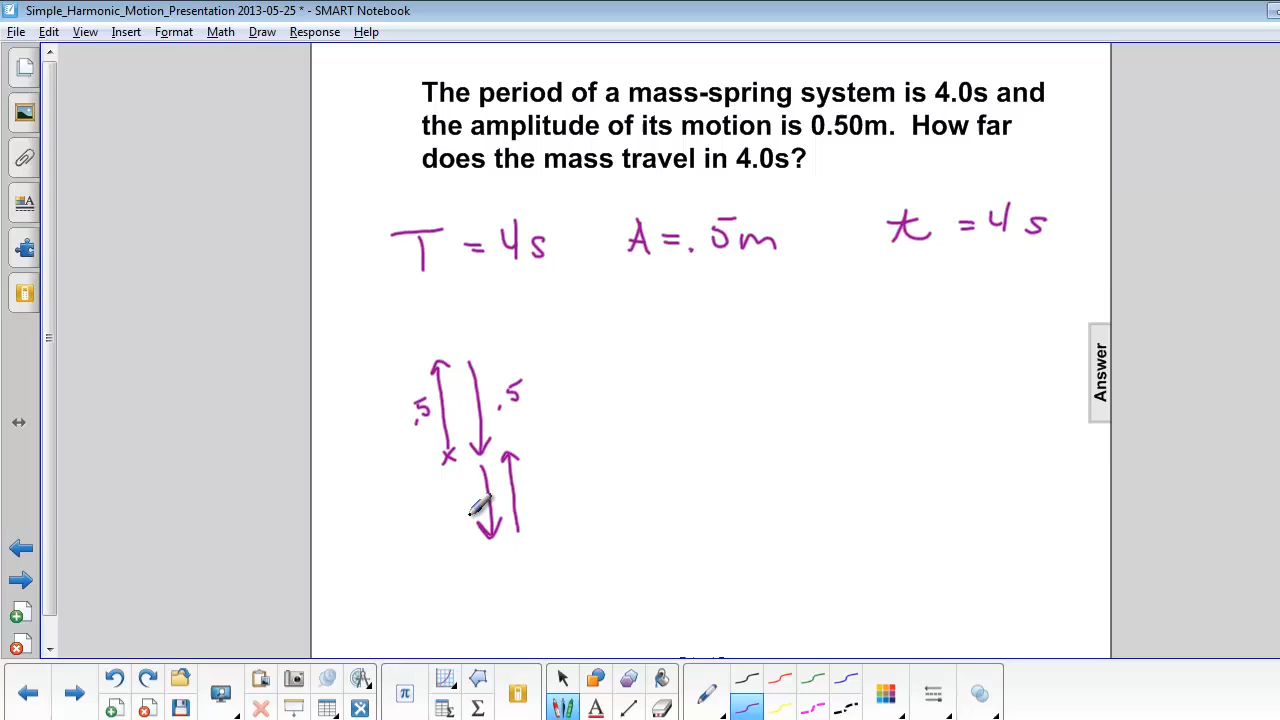 Simple_Harmonic_Motion_Presentation 2013-05-25 * - SMART Notebook
File Edit View Insert Format Math Draw Response Help
The period of a mass-spring system is 4.0s and
the amplitude of its motion is 0.50m. How far
does the mass travel in 4.0s?
T = 4s A = .5m t = 4s
Answer
.5 .5
x
π Σ A